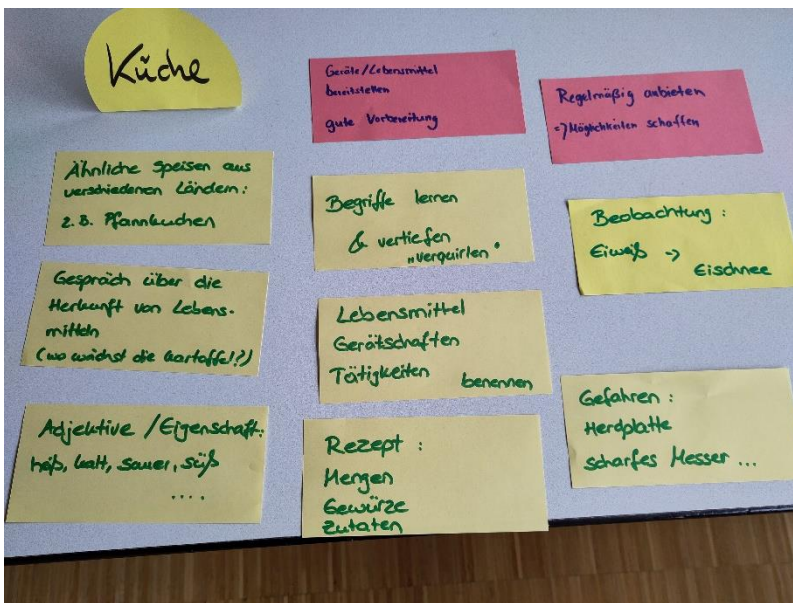 Küche
Geräte/Lebensmittel
bereitstellen
gute Vorbereitung
Regelmäßig anbieten
=> Möglichkeiten schaffen
Ähnliche Speisen aus
verschiedenen Ländern:
z.B. Pfannkuchen
Begriffe lernen
& vertiefen
"verquirlen"
Beobachtung:
Eiweiß ->
Eischnee
Gespräch über die
Herkunft von Lebens-
mitteln
(wo wächst die Kartoffel!?)
Lebensmittel
Gerätschaften
Tätigkeiten benennen
Adjektive/Eigenschaft:
heiß, kalt, sauer, süß
....
Rezept:
Mengen
Gewürze
Zutaten
Gefahren:
Herdplatte
scharfes Messer ...